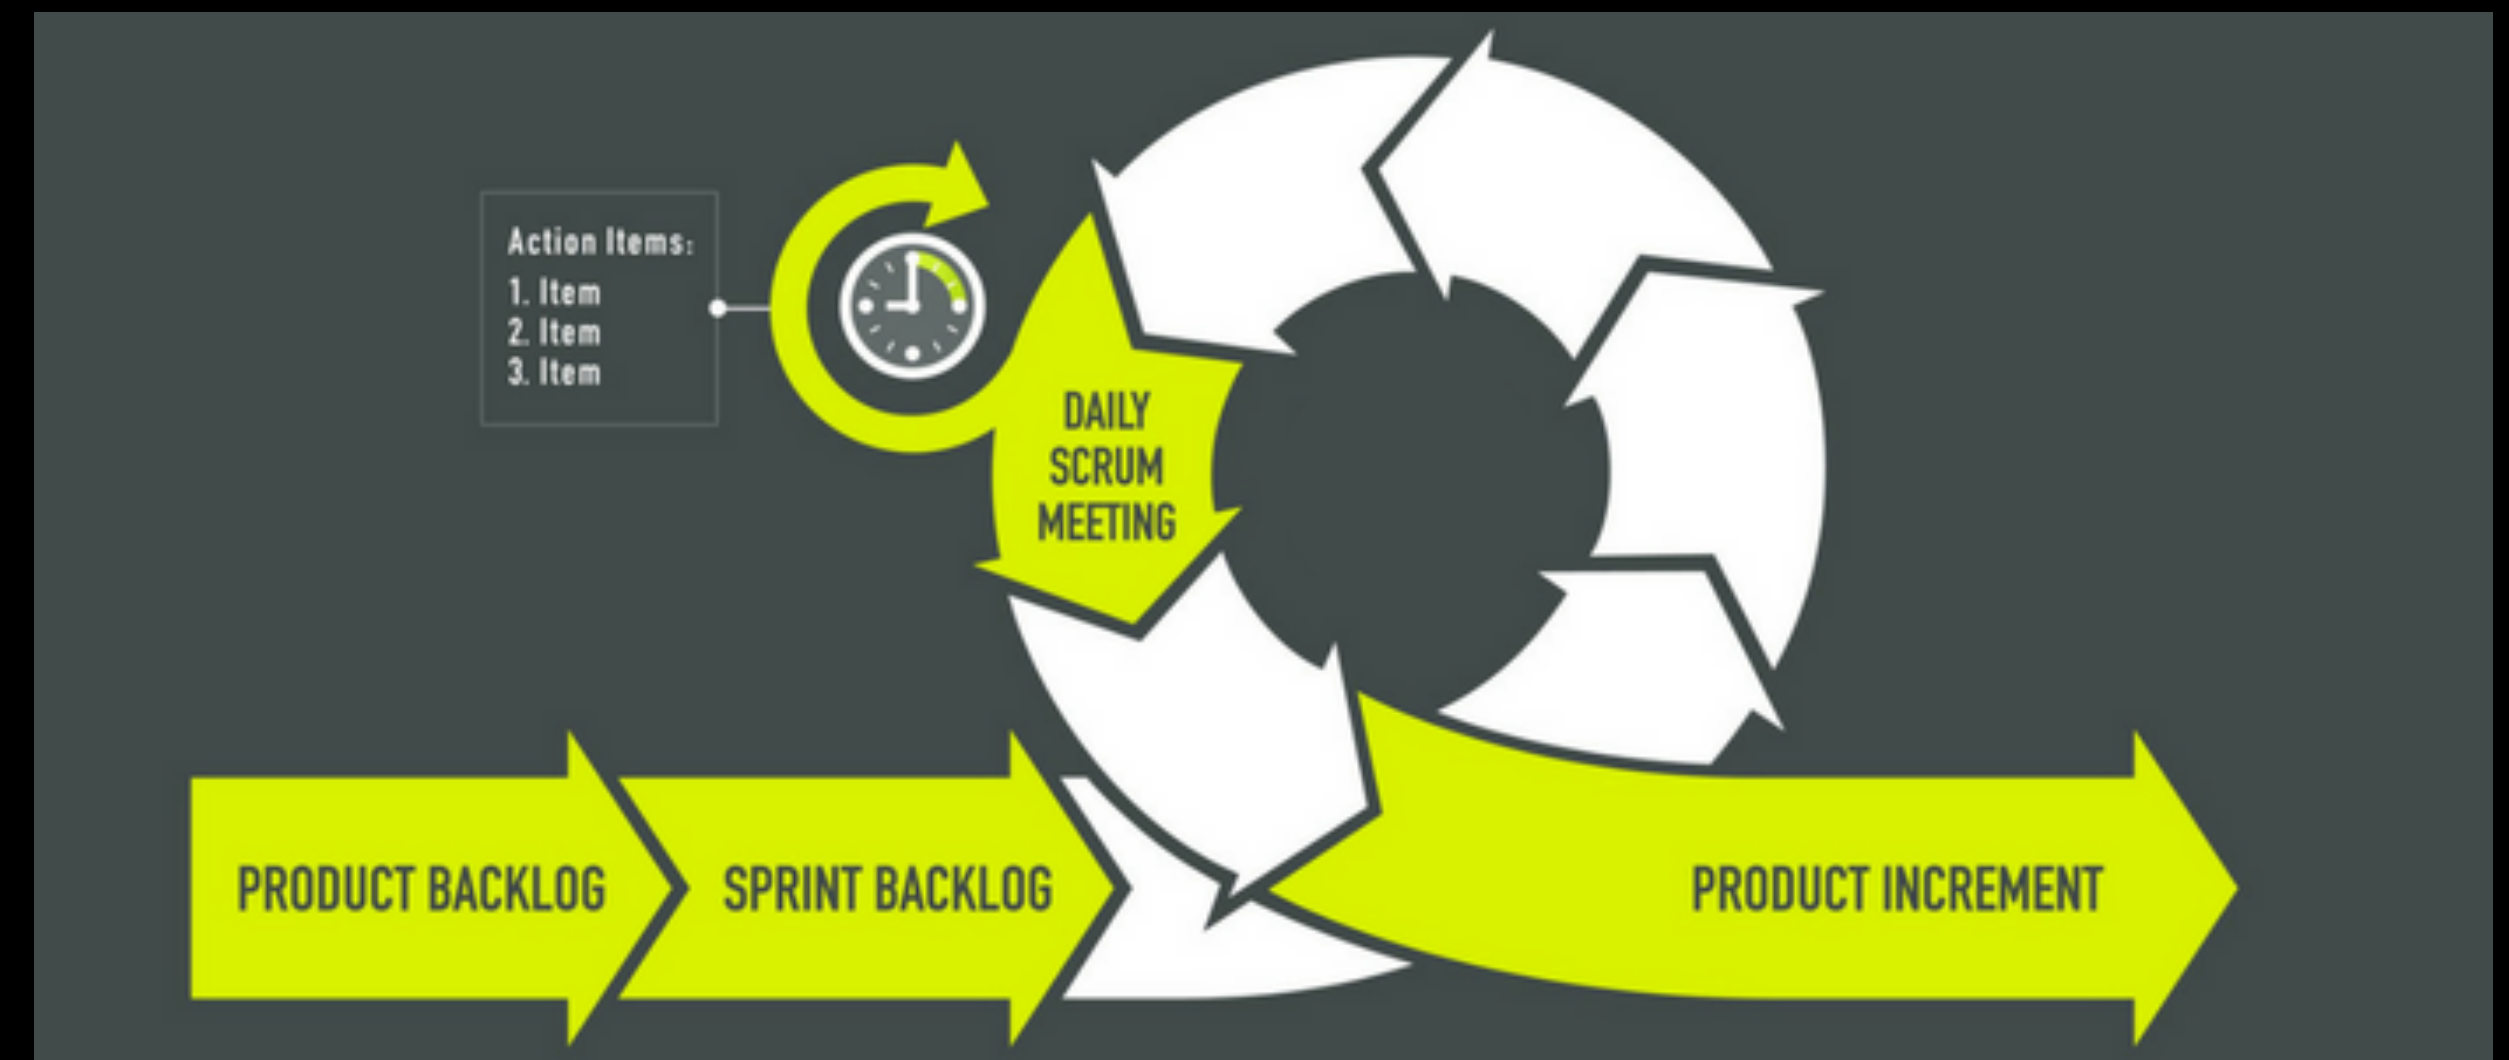 Action Items:
1. Item
2. Item
3. Item
DAILY
SCRUM
MEETING
PRODUCT BACKLOG
SPRINT BACKLOG
PRODUCT INCREMENT